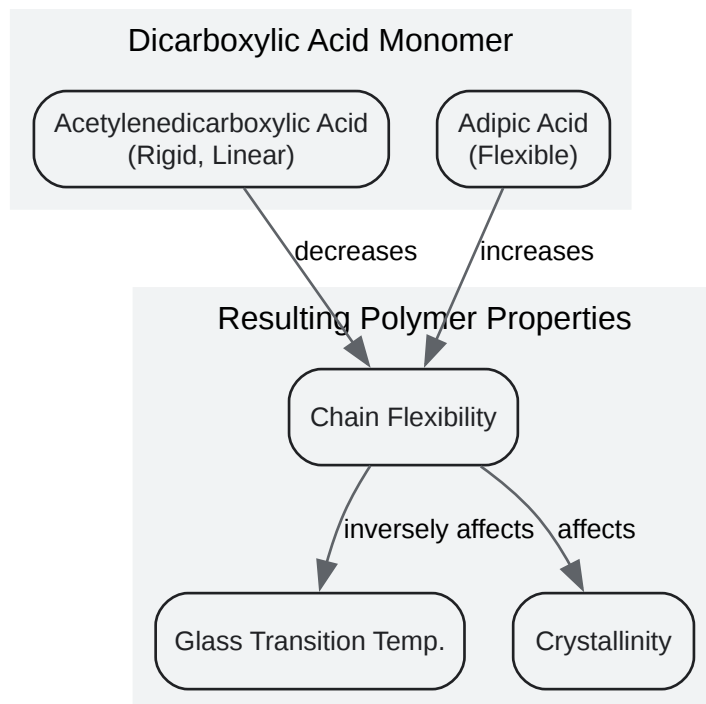 Dicarboxylic Acid Monomer
Acetylenedicarboxylic Acid
(Rigid, Linear)
Adipic Acid
(Flexible)
decreases
increases
Resulting Polymer Properties
Chain Flexibility
inversely affects
affects
Glass Transition Temp.
Crystallinity